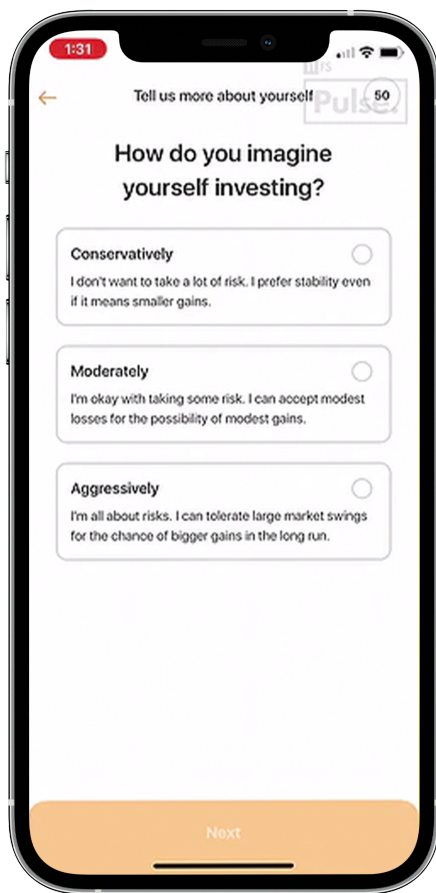 1:31
Tell us more about yourself
50
Pulse.
How do you imagine
yourself investing?
Conservatively
I don't want to take a lot of risk. I prefer stability even
if it means smaller gains.
Moderately
I'm okay with taking some risk. I can accept modest
losses for the possibility of modest gains.
Aggressively
I'm all about risks. I can tolerate large market swings
for the chance of bigger gains in the long run.
Next